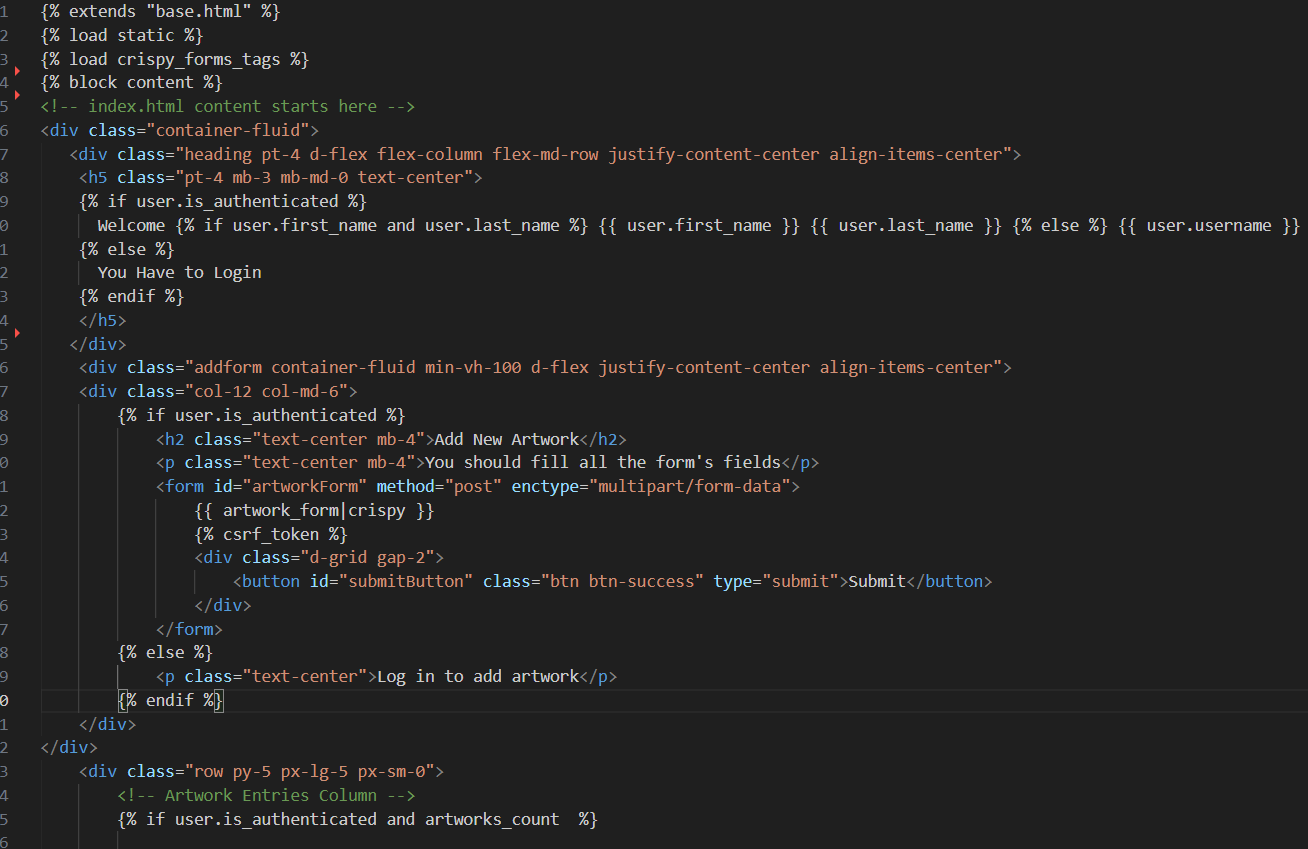 1 {% extends "base.html" %}
2 {% load static %}
3 {% load crispy_forms_tags %}
4 {% block content %}
5 <!-- index.html content starts here -->
6 <div class="container-fluid">
7 <div class="heading pt-4 d-flex flex-column flex-md-row justify-content-center align-items-center">
8 <h5 class="pt-4 mb-3 mb-md-0 text-center">
9 {% if user.is_authenticated %}
0 Welcome {% if user.first_name and user.last_name %} {{ user.first_name }} {{ user.last_name }} {% else %} {{ user.username }}
1 {% else %}
2 You Have to Login
3 {% endif %}
4 </h5>
5 </div>
6 <div class="addform container-fluid min-vh-100 d-flex justify-content-center align-items-center">
7 <div class="col-12 col-md-6">
8 {% if user.is_authenticated %}
9 <h2 class="text-center mb-4">Add New Artwork</h2>
0 <p class="text-center mb-4">You should fill all the form's fields</p>
1 <form id="artworkForm" method="post" enctype="multipart/form-data">
2 {{ artwork_form|crispy }}
3 {% csrf_token %}
4 <div class="d-grid gap-2">
5 <button id="submitButton" class="btn btn-success" type="submit">Submit</button>
6 </div>
7 </form>
8 {% else %}
9 <p class="text-center">Log in to add artwork</p>
0 {% endif %}
1 </div>
2 </div>
3 <div class="row py-5 px-lg-5 px-sm-0">
4 <!-- Artwork Entries Column -->
5 {% if user.is_authenticated and artworks_count  %}
6